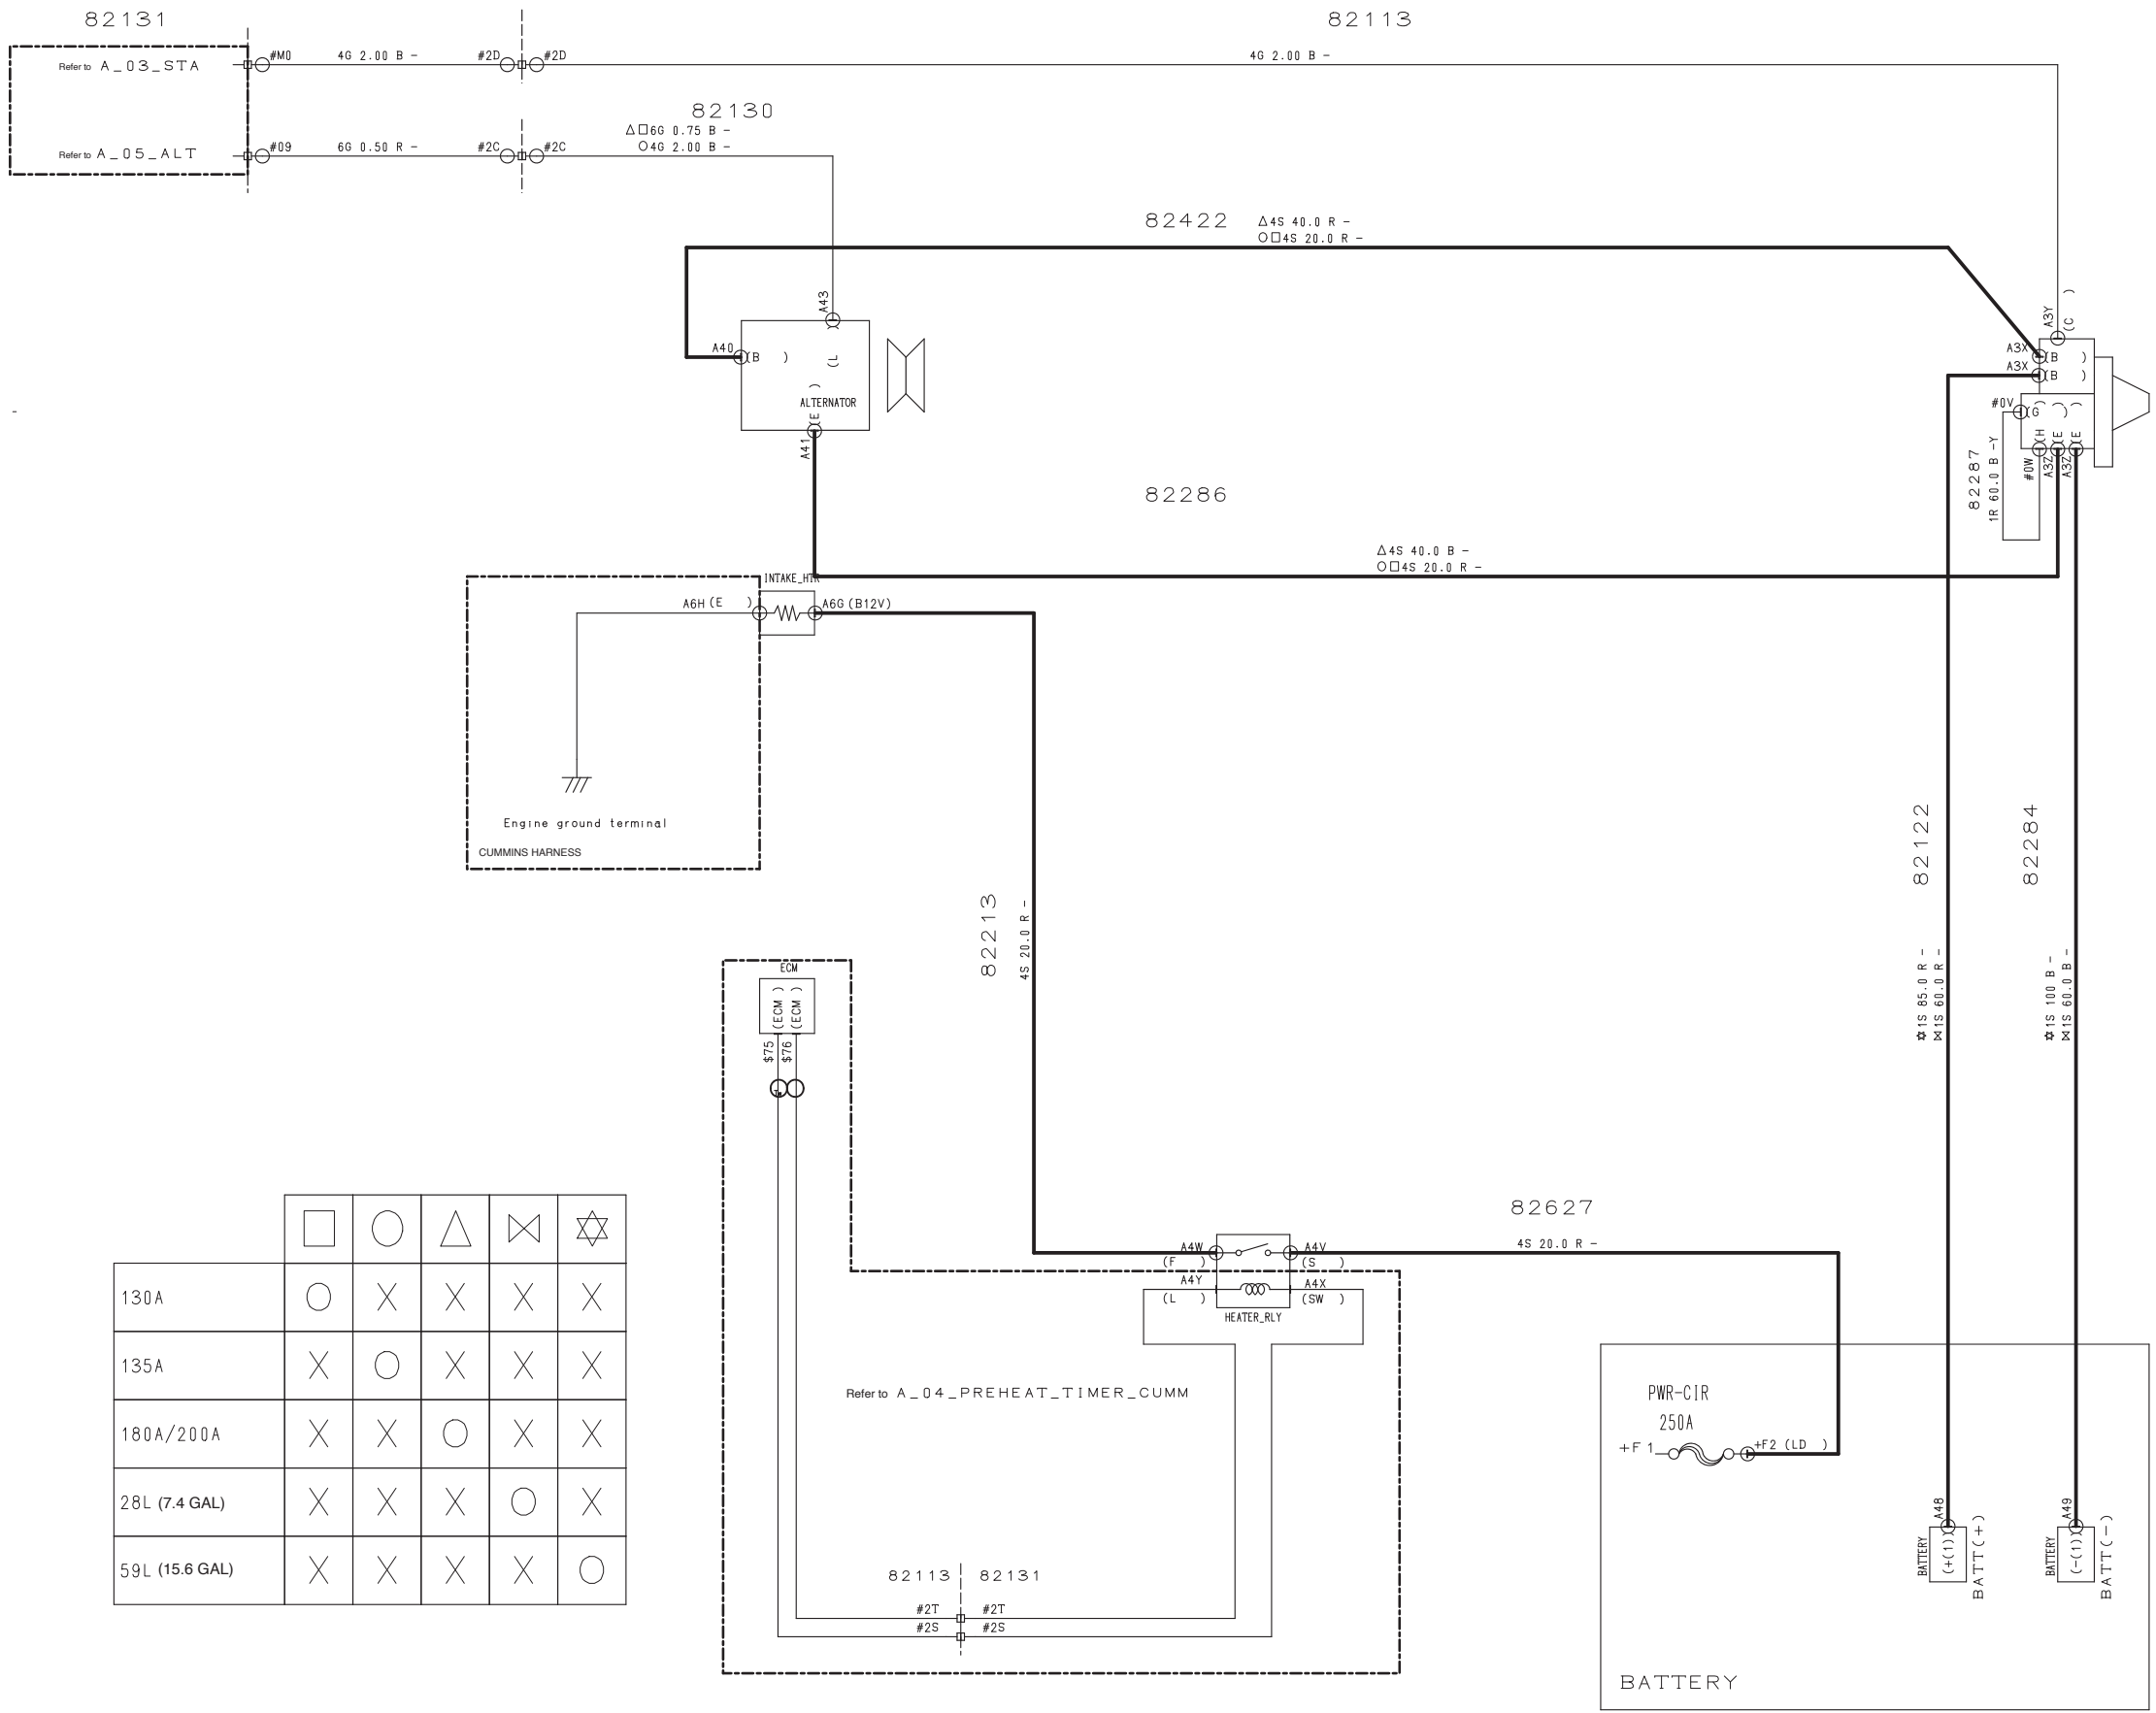 82131
82113
Refer to A_03_STA
#M0
4G 2.00 B -
#2D
#2D
4G 2.00 B -
82130
△□6G 0.75 B -
○4G 2.00 B -
Refer to A_05_ALT
#09
6G 0.50 R -
#2C
#2C
82422
△4S 40.0 R -
○□4S 20.0 R -
A43
A40
(B )
(L )
ALTERNATOR
(E )
A41
A3Y
(C )
A3X
(B )
A3X
(B )
#0V
(G )
(H )
(E )
(E )
#0W
A3Z
A3Z
82287
1R 60.0 B -Y
82286
△4S 40.0 B -
○□4S 20.0 R -
INTAKE_HTR
A6H (E )
A6G (B12V)
Engine ground terminal
CUMMINS HARNESS
82213
4S 20.0 R -
82122
✡1S 85.0 R -
⋈1S 60.0 R -
82284
✡1S 100 B -
⋈1S 60.0 B -
ECM
(ECM )
(ECM )
$75
$76
82627
4S 20.0 R -
A4W
(F )
A4V
(S )
A4Y
(L )
A4X
(SW )
HEATER_RLY
Refer to A_04_PREHEAT_TIMER_CUMM
82113
82131
#2T
#2T
#2S
#2S
PWR-CIR
250A
+F1
+F2 (LD )
A48
BATTERY
(+(1))
BATT(+)
A49
BATTERY
(-(1))
BATT(-)
BATTERY
□ ○ △ ⋈ ✡
130A ○ X X X X
135A X ○ X X X
180A/200A X X ○ X X
28L (7.4 GAL) X X X ○ X
59L (15.6 GAL) X X X X ○